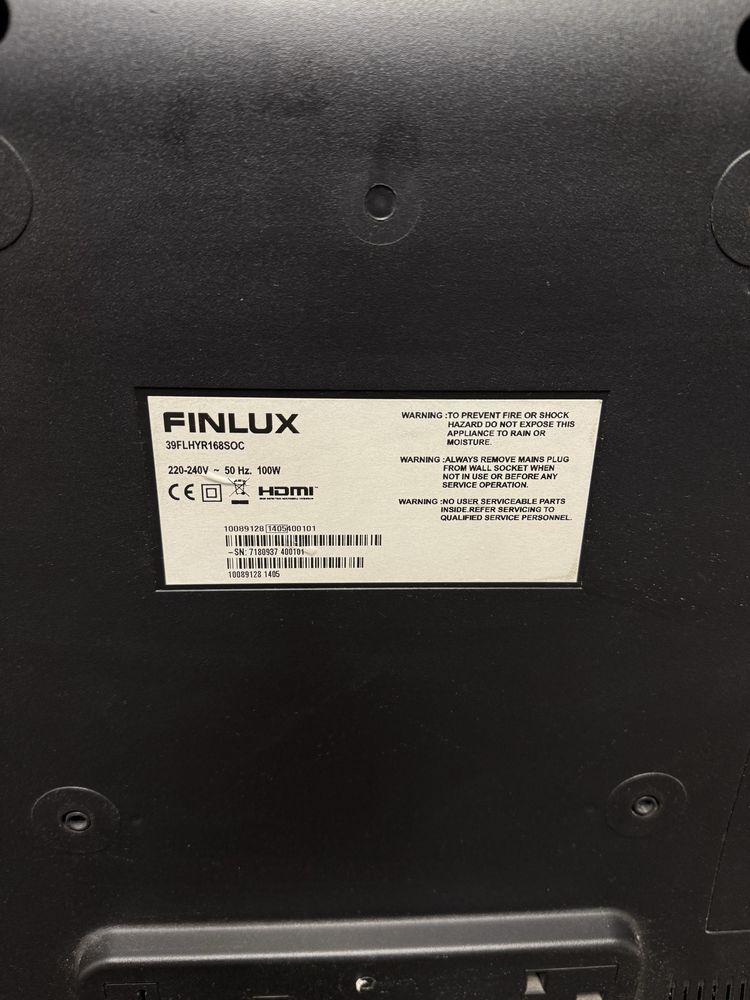 FINLUX
39FLHYR168SOC
220-240V ~ 50 Hz. 100W
CE HDMI
10089128 1405400101
-SN: 7180937 400101
10089128 1405
WARNING :TO PREVENT FIRE OR SHOCK
HAZARD DO NOT EXPOSE THIS
APPLIANCE TO RAIN OR
MOISTURE.
WARNING :ALWAYS REMOVE MAINS PLUG
FROM WALL SOCKET WHEN
NOT IN USE OR BEFORE ANY
SERVICE OPERATION.
WARNING :NO USER SERVICEABLE PARTS
INSIDE.REFER SERVICING TO
QUALIFIED SERVICE PERSONNEL.